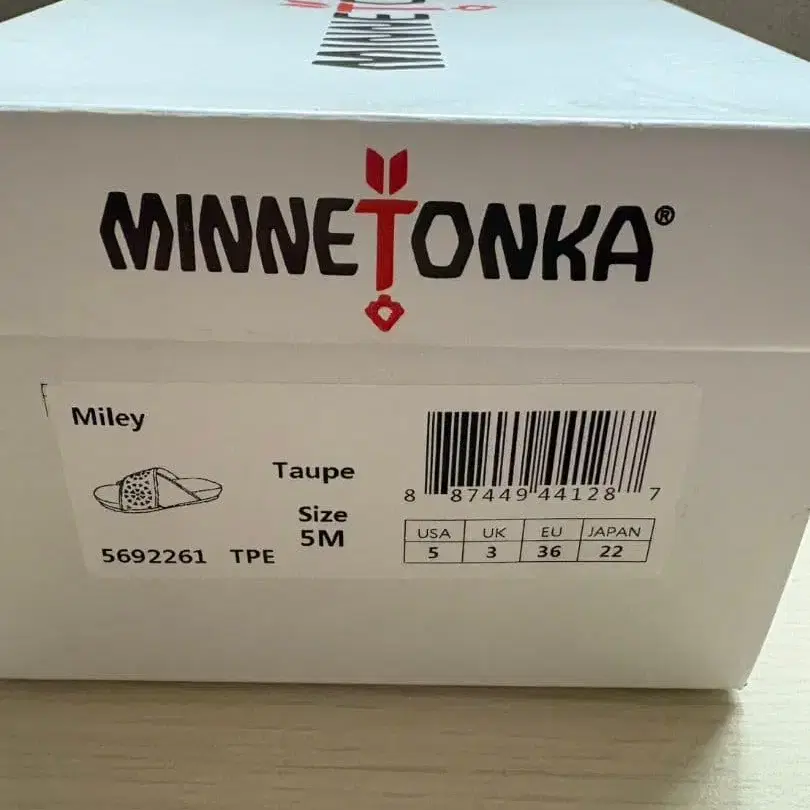 MINNETONKA
MINNETONKA®
Miley
Taupe
Size
5M
5692261 TPE
8 87449 44128 7
USA UK EU JAPAN
5 3 36 22